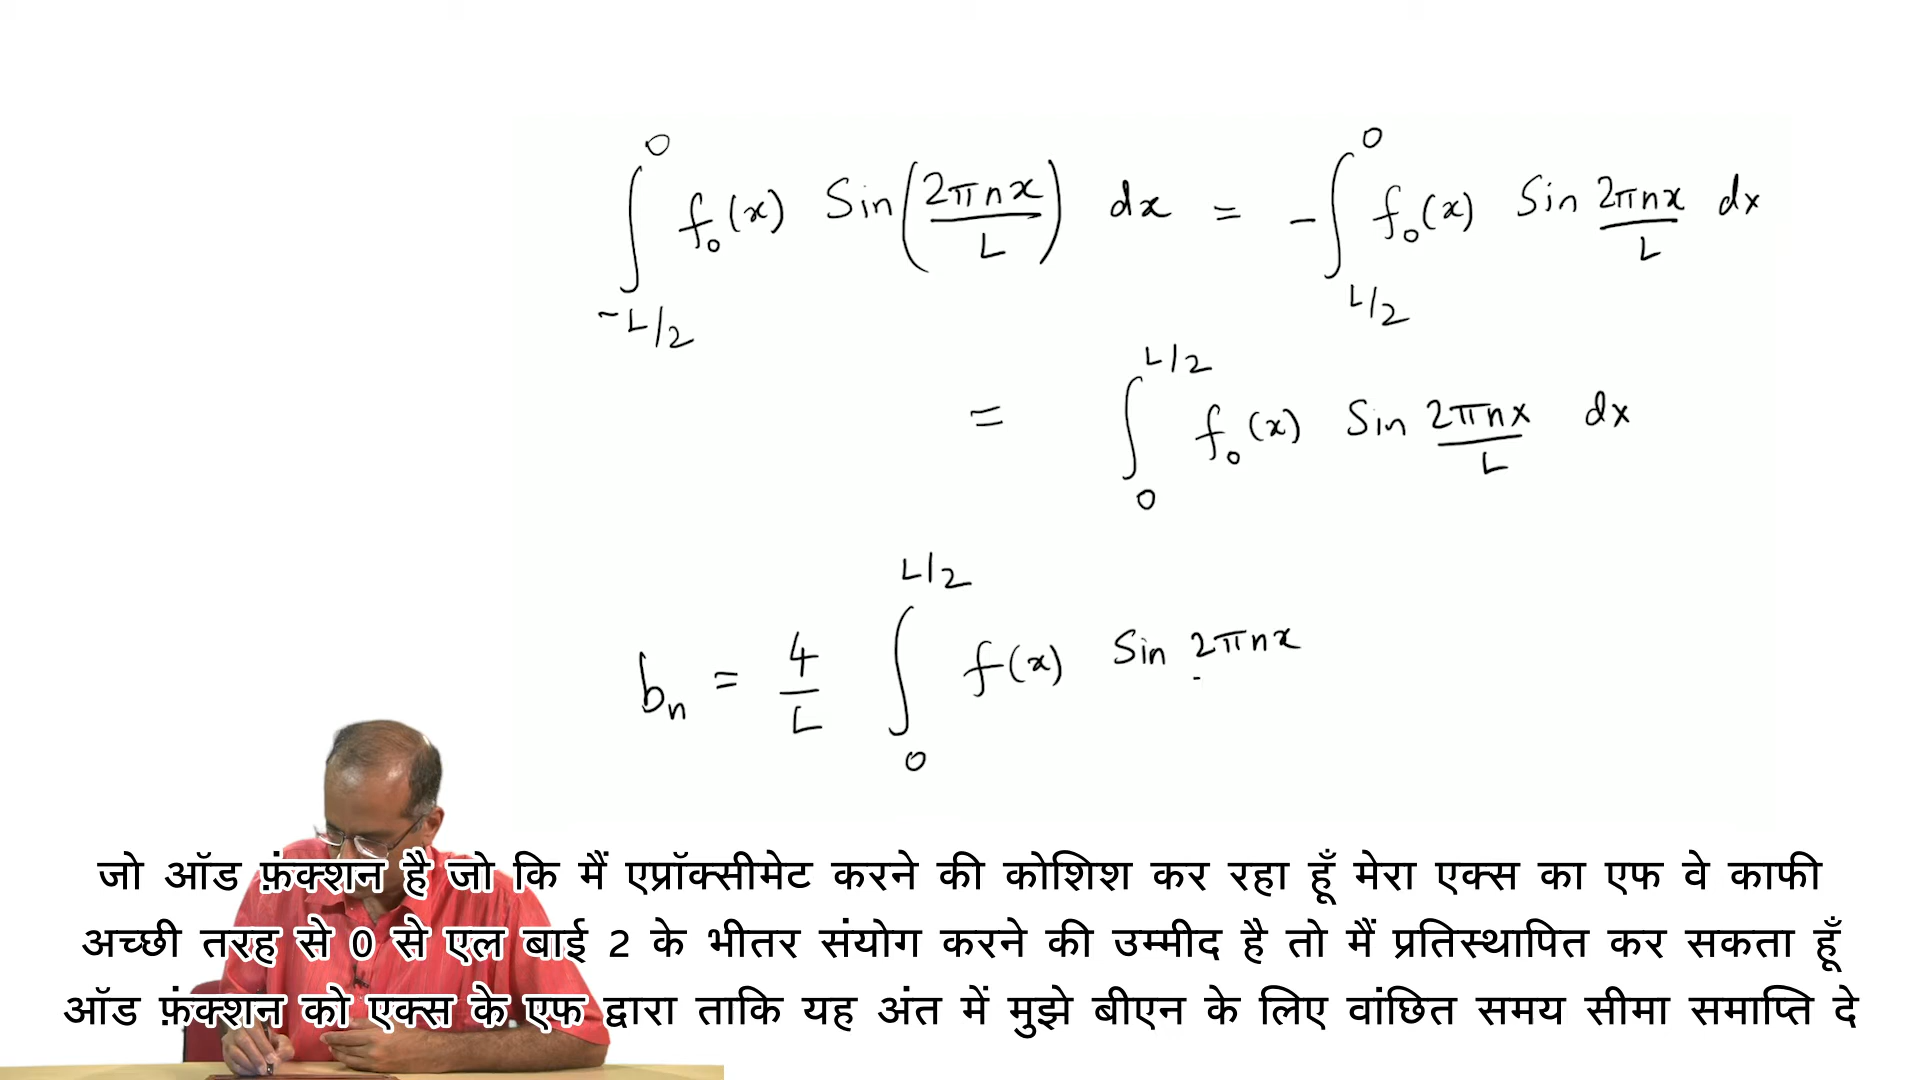 ∫_{-L/2}^{0} f₀(x) Sin(2πnx/L) dx = -∫_{L/2}^{0} f₀(x) Sin 2πnx/L dx
= ∫_{0}^{L/2} f₀(x) Sin 2πnx/L dx
bₙ = 4/L ∫_{0}^{L/2} f(x) Sin 2πnx
जो ऑड फ़ंक्शन है जो कि मैं एप्रॉक्सीमेट करने की कोशिश कर रहा हूँ मेरा एक्स का एफ वे काफी
अच्छी तरह से 0 से एल बाई 2 के भीतर संयोग करने की उम्मीद है तो मैं प्रतिस्थापित कर सकता हूँ
ऑड फ़ंक्शन को एक्स के एफ द्वारा ताकि यह अंत में मुझे बीएन के लिए वांछित समय सीमा समाप्ति दे